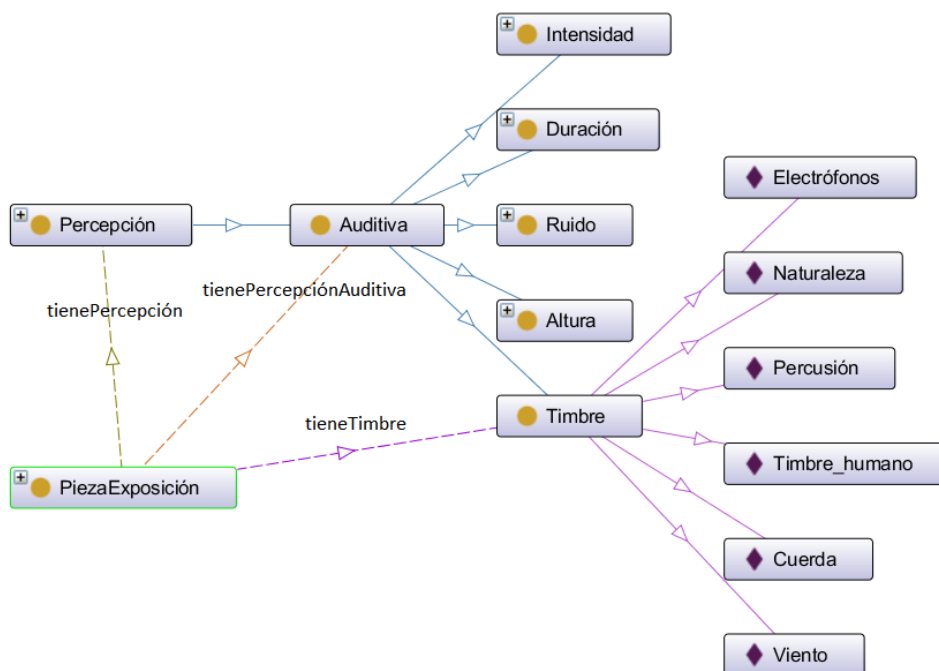 Intensidad
Duración
Electrófonos
Percepción
Auditiva
Ruido
Naturaleza
tienePercepciónAuditiva
tienePercepción
Altura
Percusión
Timbre
tieneTimbre
Timbre_humano
PiezaExposición
Cuerda
Viento